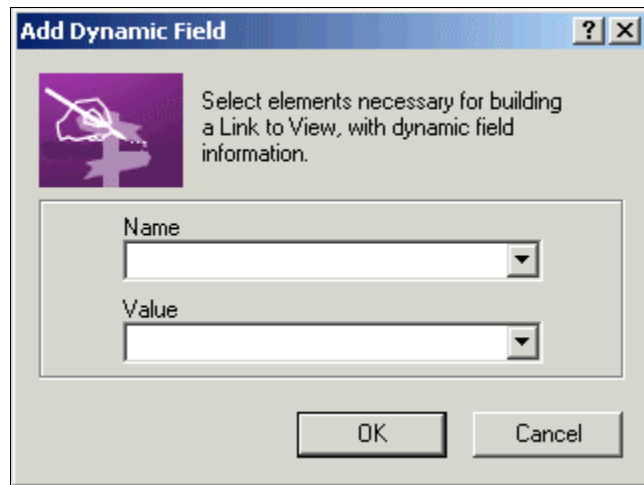 Add Dynamic Field
Select elements necessary for building
a Link to View, with dynamic field
information.
Name
Value
OK
Cancel